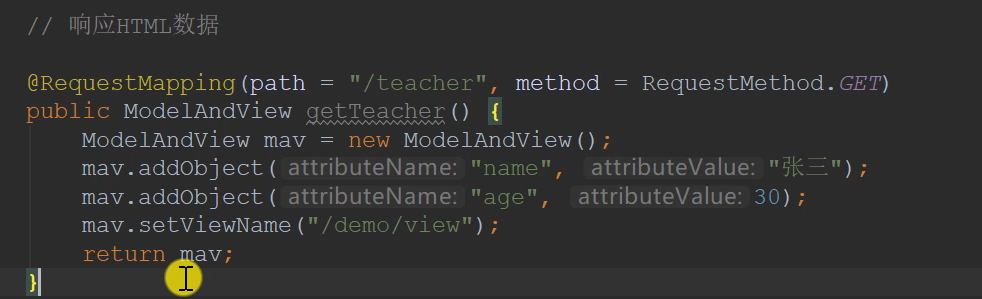 // 响应HTML数据
@RequestMapping(path = "/teacher", method = RequestMethod.GET)
public ModelAndView getTeacher() {
ModelAndView mav = new ModelAndView();
mav.addObject( attributeName: "name", attributeValue: "张三");
mav.addObject( attributeName: "age", attributeValue: 30);
mav.setViewName("/demo/view");
return mav;
}